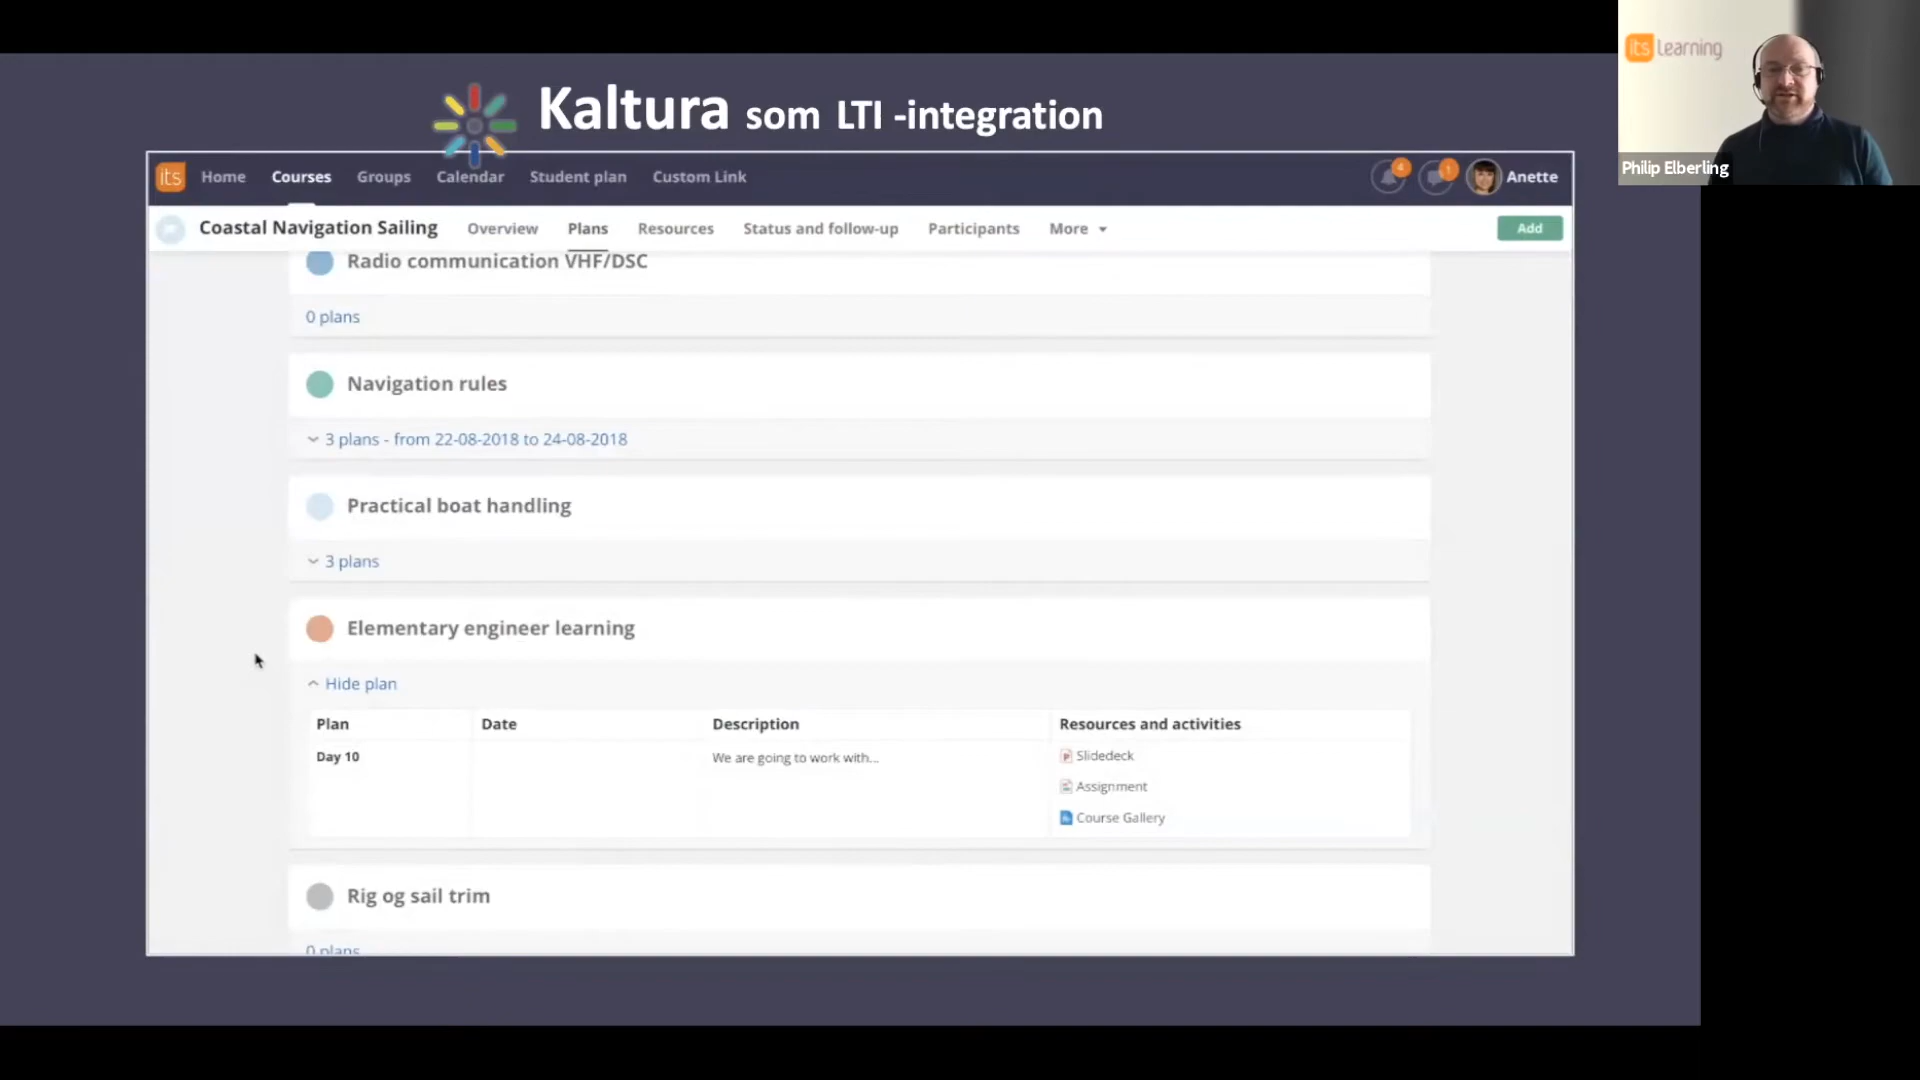 Kaltura som LTI -integration
its Learning
Philip Elberling
its Home Courses Groups Calendar Student plan Custom Link 4 1 Anette
Coastal Navigation Sailing Overview Plans Resources Status and follow-up Participants More Add
Radio communication VHF/DSC
0 plans
Navigation rules
3 plans - from 22-08-2018 to 24-08-2018
Practical boat handling
3 plans
Elementary engineer learning
Hide plan
Plan Date Description Resources and activities
Day 10 We are going to work with... Slidedeck
Assignment
Course Gallery
Rig og sail trim
0 plans